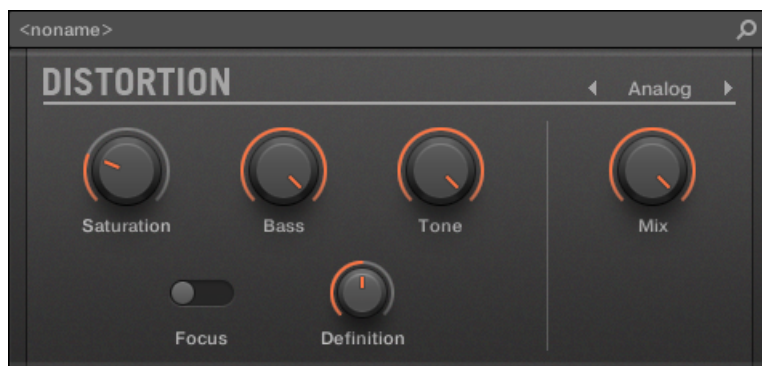 <noname>
DISTORTION
Analog
Saturation
Bass
Tone
Mix
Focus
Definition